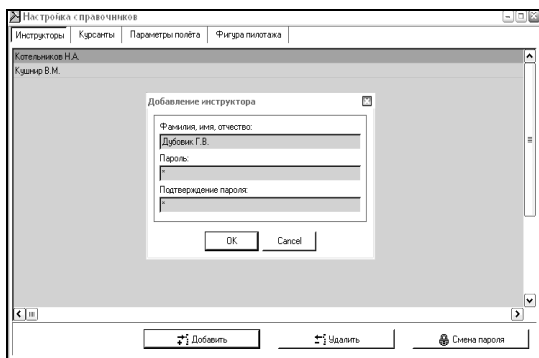 Настройка справочников
Инструкторы Курсанты Параметры полёта Фигура пилотажа
Котельников Н.А.
Кушнир В.М.
Добавление инструктора
Фамилия, имя, отчество:
Дубовик Г.В.
Пароль:
*
Подтверждение пароля:
*
OK Cancel
Добавить Удалить Смена пароля